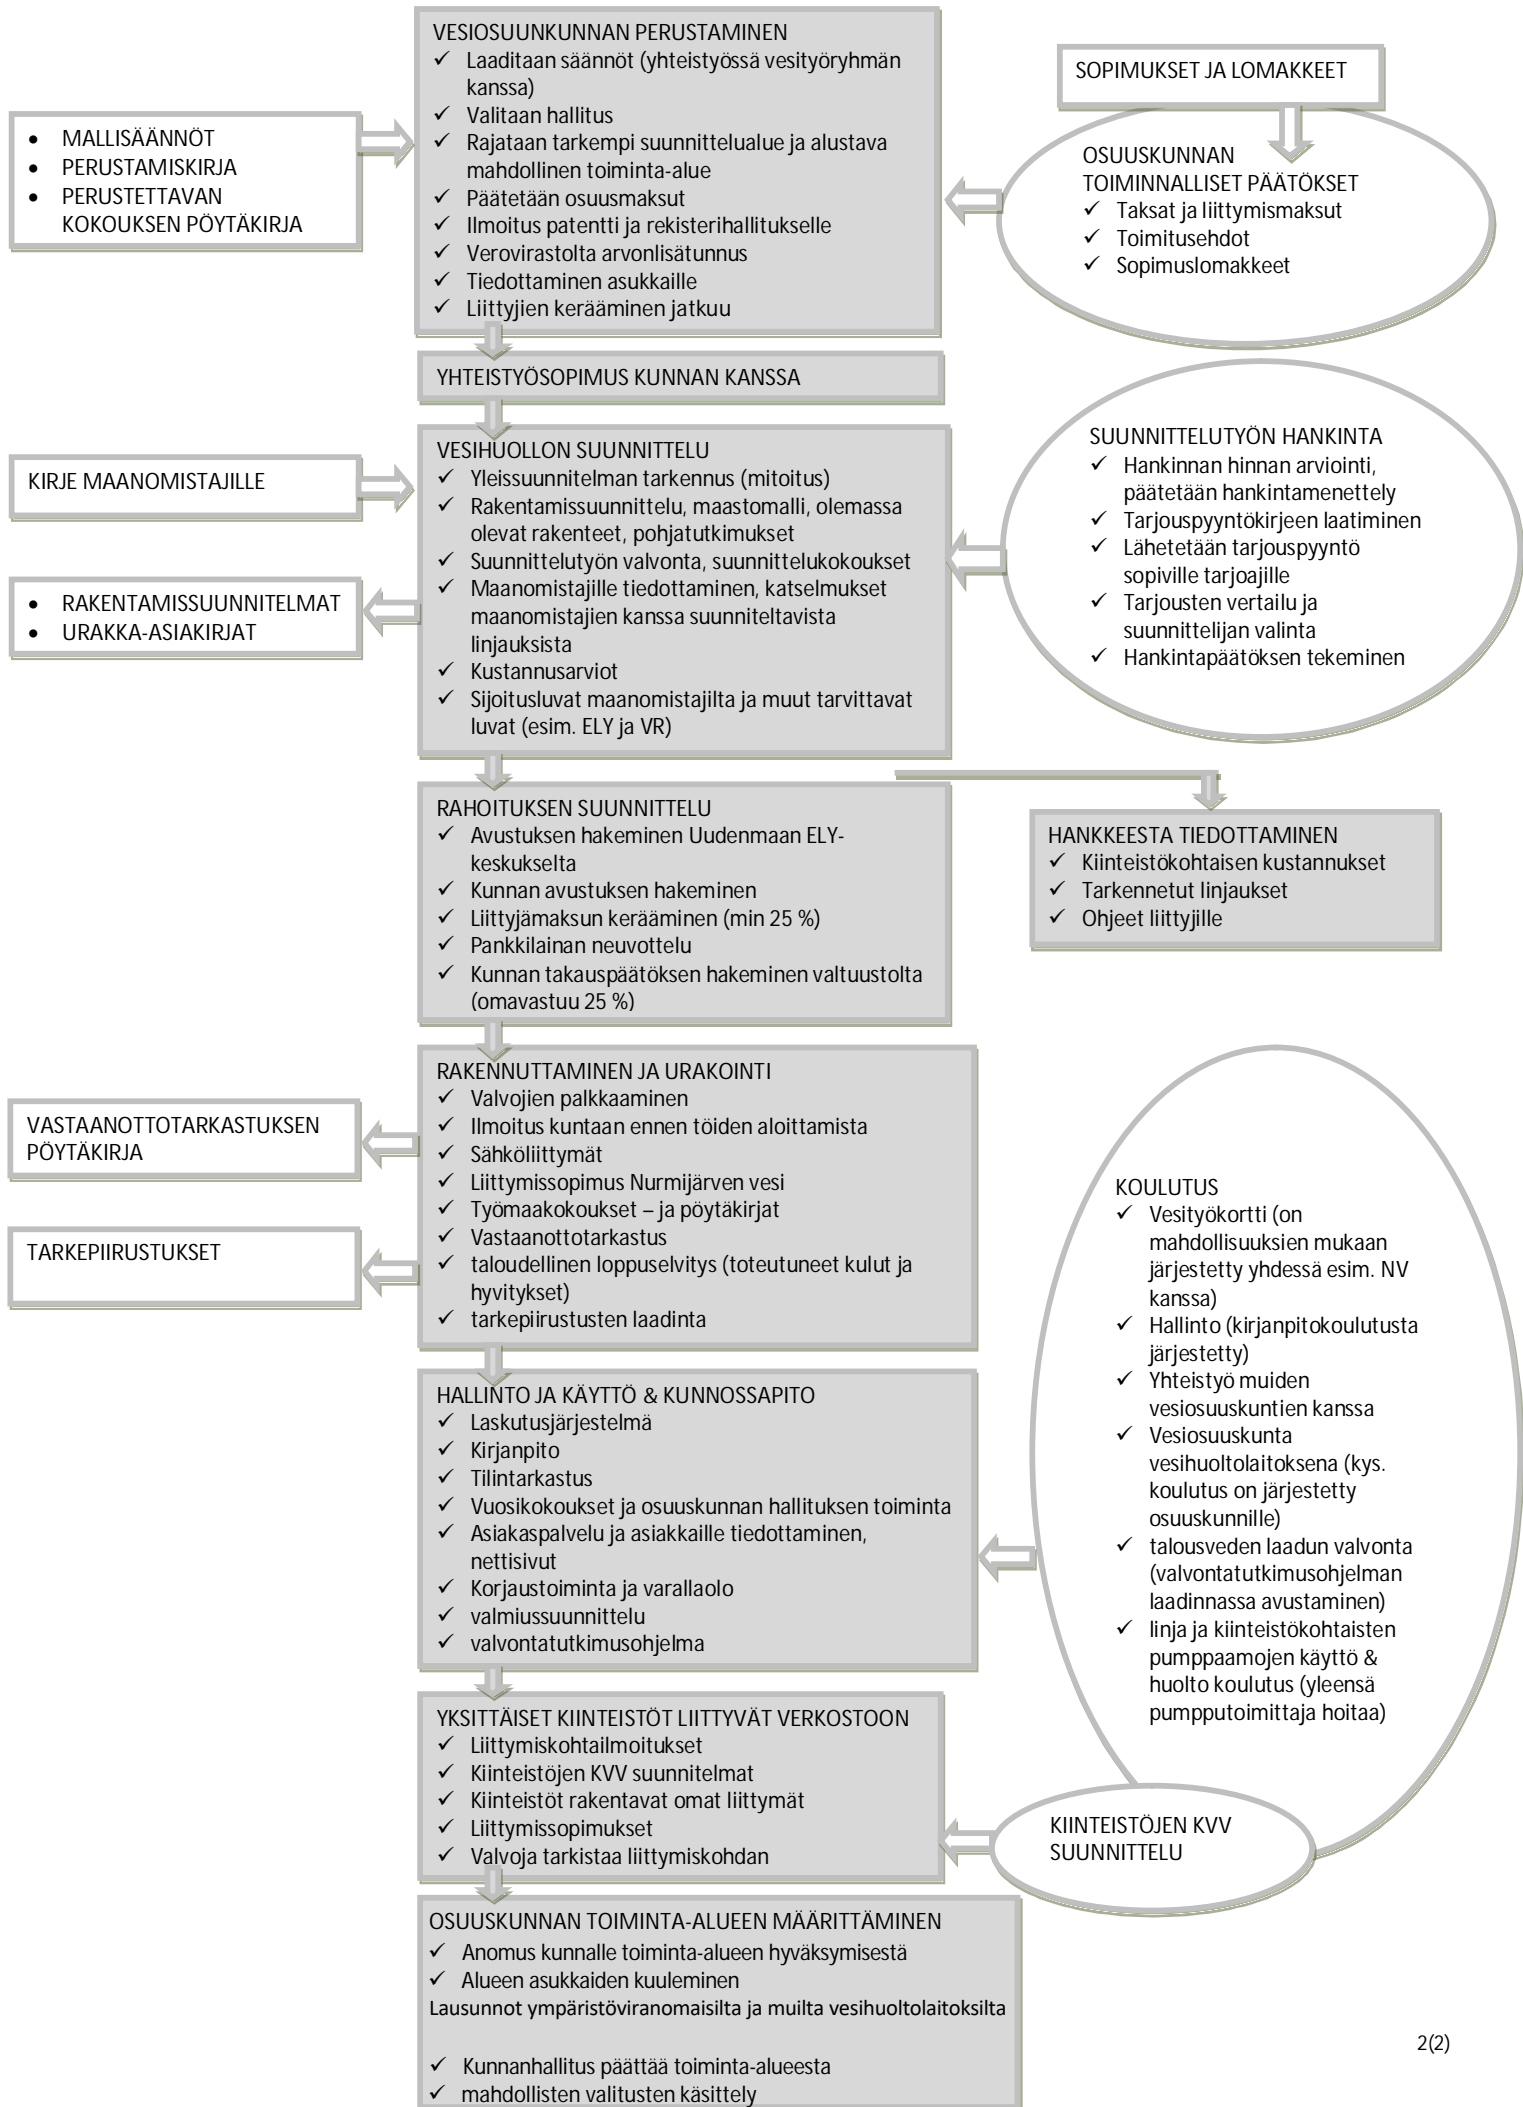 VESIOSUUNKUNNAN PERUSTAMINEN
✓ Laaditaan säännöt (yhteistyössä vesityöryhmän
kanssa)
✓ Valitaan hallitus
✓ Rajataan tarkempi suunnittelualue ja alustava
mahdollinen toiminta-alue
✓ Päätetään osuusmaksut
✓ Ilmoitus patentti ja rekisterihallitukselle
✓ Verovirastolta arvonlisätunnus
✓ Tiedottaminen asukkaille
✓ Liittyjien kerääminen jatkuu
• MALLISÄÄNNÖT
• PERUSTAMISKIRJA
• PERUSTETTAVAN
KOKOUKSEN PÖYTÄKIRJA
SOPIMUKSET JA LOMAKKEET
OSUUSKUNNAN
TOIMINNALLISET PÄÄTÖKSET
✓ Taksat ja liittymismaksut
✓ Toimitusehdot
✓ Sopimuslomakkeet
YHTEISTYÖSOPIMUS KUNNAN KANSSA
VESIHUOLLON SUUNNITTELU
✓ Yleissuunnitelman tarkennus (mitoitus)
✓ Rakentamissuunnittelu, maastomalli, olemassa
olevat rakenteet, pohjatutkimukset
✓ Suunnittelutyön valvonta, suunnittelukokoukset
✓ Maanomistajille tiedottaminen, katselmukset
maanomistajien kanssa suunniteltavista
linjauksista
✓ Kustannusarviot
✓ Sijoitusluvat maanomistajilta ja muut tarvittavat
luvat (esim. ELY ja VR)
KIRJE MAANOMISTAJILLE
• RAKENTAMISSUUNNITELMAT
• URAKKA-ASIAKIRJAT
SUUNNITTELUTYÖN HANKINTA
✓ Hankinnan hinnan arviointi,
päätetään hankintamenettely
✓ Tarjouspyyntökirjeen laatiminen
✓ Lähetetään tarjouspyyntö
sopiville tarjoajille
✓ Tarjousten vertailu ja
suunnittelijan valinta
✓ Hankintapäätöksen tekeminen
RAHOITUKSEN SUUNNITTELU
✓ Avustuksen hakeminen Uudenmaan ELY-
keskukselta
✓ Kunnan avustuksen hakeminen
✓ Liittyjämaksun kerääminen (min 25 %)
✓ Pankkilainan neuvottelu
✓ Kunnan takauspäätöksen hakeminen valtuustolta
(omavastuu 25 %)
HANKKEESTA TIEDOTTAMINEN
✓ Kiinteistökohtaisen kustannukset
✓ Tarkennetut linjaukset
✓ Ohjeet liittyjille
RAKENNUTTAMINEN JA URAKOINTI
✓ Valvojien palkkaaminen
✓ Ilmoitus kuntaan ennen töiden aloittamista
✓ Sähköliittymät
✓ Liittymissopimus Nurmijärven vesi
✓ Työmaakokoukset – ja pöytäkirjat
✓ Vastaanottotarkastus
✓ taloudellinen loppuselvitys (toteutuneet kulut ja
hyvitykset)
✓ tarkepiirustusten laadinta
VASTAANOTTOTARKASTUKSEN
PÖYTÄKIRJA
TARKEPIIRUSTUKSET
KOULUTUS
✓ Vesityökortti (on
mahdollisuuksien mukaan
järjestetty yhdessä esim. NV
kanssa)
✓ Hallinto (kirjanpitokoulutusta
järjestetty)
✓ Yhteistyö muiden
vesiosuuskuntien kanssa
✓ Vesiosuuskunta
vesihuoltolaitoksena (kys.
koulutus on järjestetty
osuuskunnille)
✓ talousveden laadun valvonta
(valvontatutkimusohjelman
laadinnassa avustaminen)
✓ linja ja kiinteistökohtaisten
pumppaamojen käyttö &
huolto koulutus (yleensä
pumpputoimittaja hoitaa)
HALLINTO JA KÄYTTÖ & KUNNOSSAPITO
✓ Laskutusjärjestelmä
✓ Kirjanpito
✓ Tilintarkastus
✓ Vuosikokoukset ja osuuskunnan hallituksen toiminta
✓ Asiakaspalvelu ja asiakkaille tiedottaminen,
nettisivut
✓ Korjaustoiminta ja varallaolo
✓ valmiussuunnittelu
✓ valvontatutkimusohjelma
YKSITTÄISET KIINTEISTÖT LIITTYVÄT VERKOSTOON
✓ Liittymiskohtailmoitukset
✓ Kiinteistöjen KVV suunnitelmat
✓ Kiinteistöt rakentavat omat liittymät
✓ Liittymissopimukset
✓ Valvoja tarkistaa liittymiskohdan
KIINTEISTÖJEN KVV
SUUNNITTELU
OSUUSKUNNAN TOIMINTA-ALUEEN MÄÄRITTÄMINEN
✓ Anomus kunnalle toiminta-alueen hyväksymisestä
✓ Alueen asukkaiden kuuleminen
Lausunnot ympäristöviranomaisilta ja muilta vesihuoltolaitoksilta
✓ Kunnanhallitus päättää toiminta-alueesta
✓ mahdollisten valitusten käsittely
2(2)